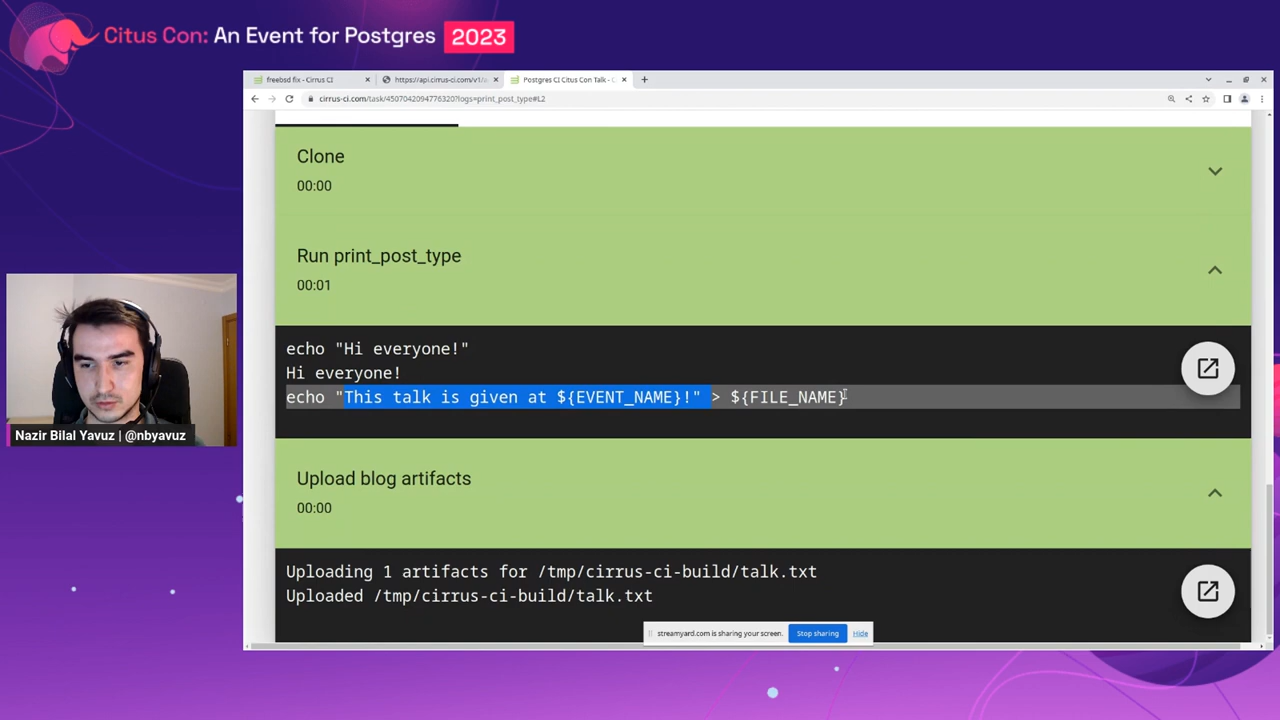 Citus Con: An Event for Postgres 2023
freebsd fix - Cirrus CI
https://api.cirrus-ci.com/v1/
Postgres CI Citus Con Talk -
cirrus-ci.com/task/4507042094776320?logs=print_post_type#L2
Clone
00:00
Run print_post_type
00:01
echo "Hi everyone!"
Hi everyone!
echo "This talk is given at ${EVENT_NAME}!" > ${FILE_NAME}
Nazir Bilal Yavuz | @nbyavuz
Upload blog artifacts
00:00
Uploading 1 artifacts for /tmp/cirrus-ci-build/talk.txt
Uploaded /tmp/cirrus-ci-build/talk.txt
streamyard.com is sharing your screen.
Stop sharing
Hide